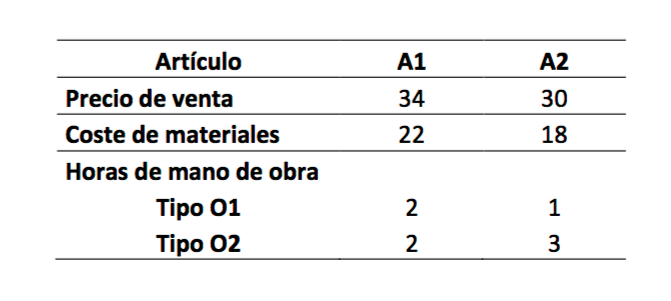 Artículo A1 A2
Precio de venta 34 30
Coste de materiales 22 18
Horas de mano de obra
Tipo O1 2 1
Tipo O2 2 3